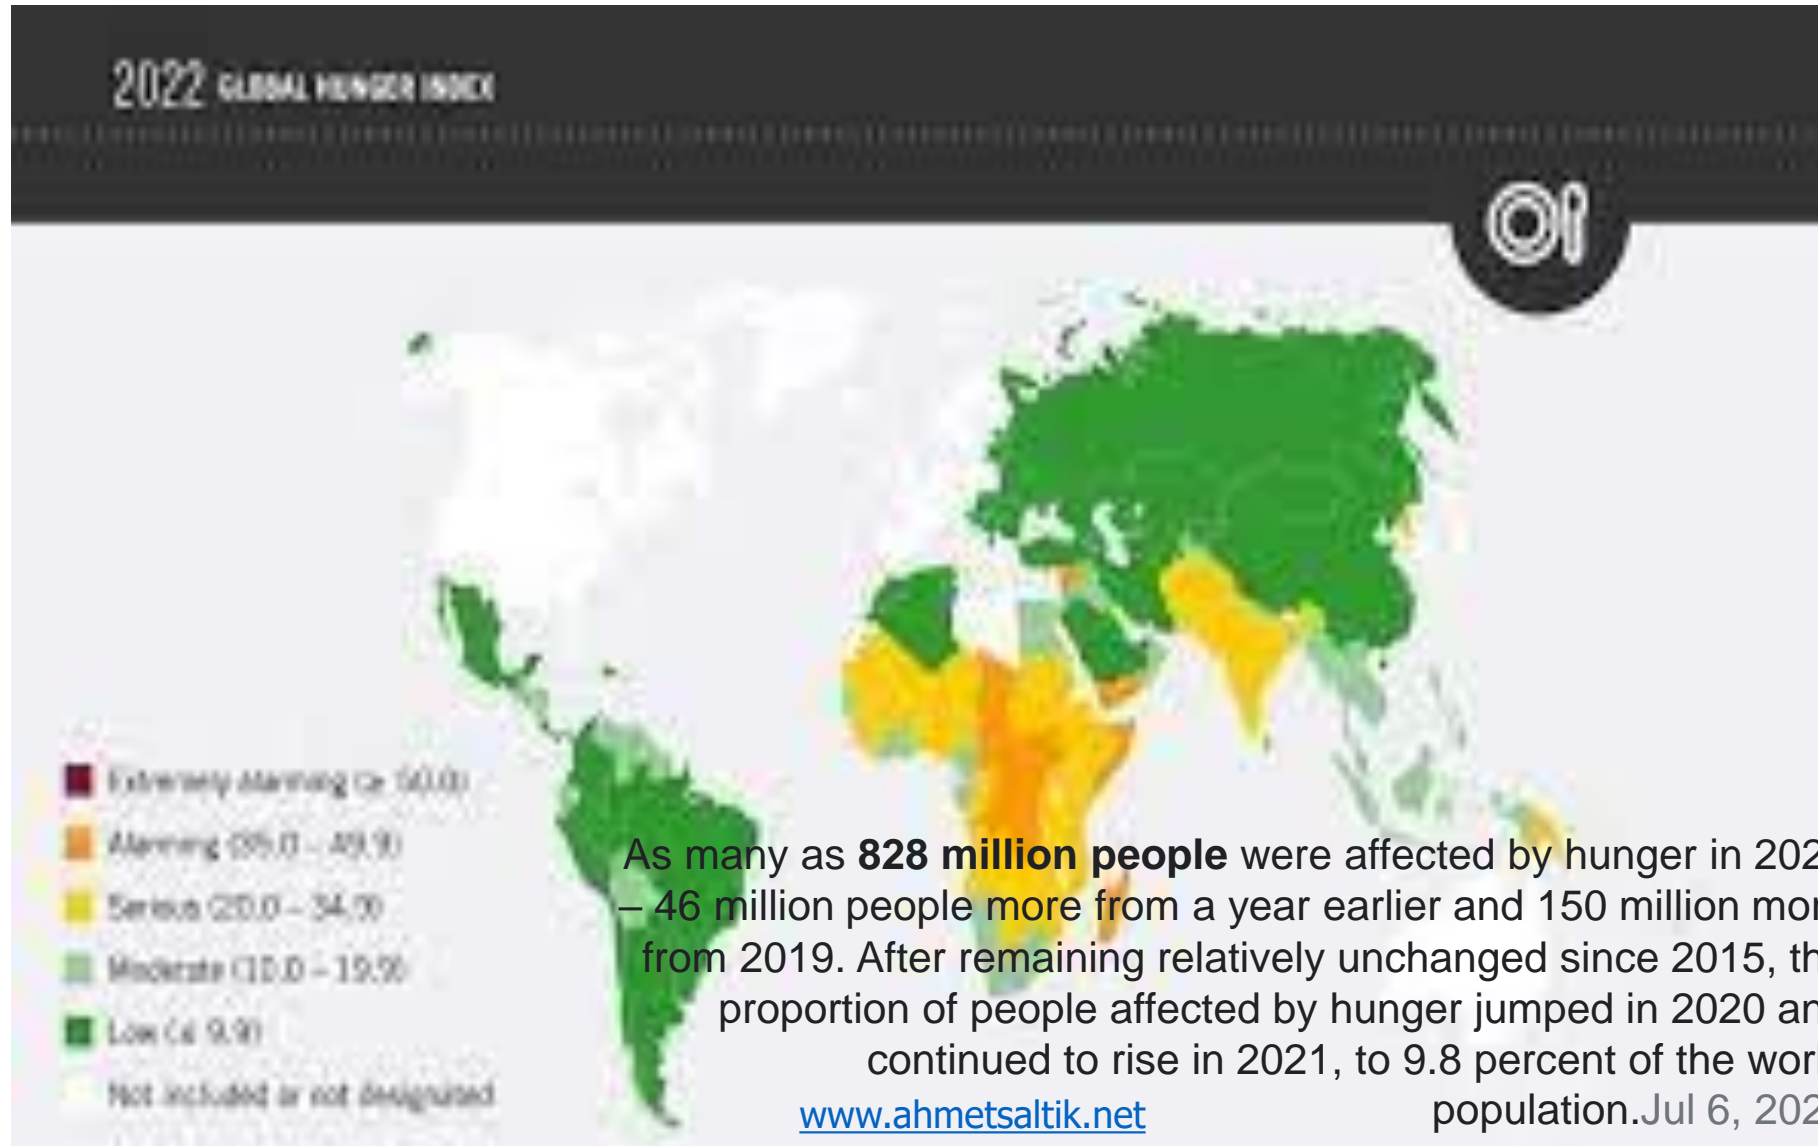 2022 GLOBAL HUNGER INDEX
Extremely Alarming (≥ 50.0)
Alarming (35.0 – 49.9)
Serious (20.0 – 34.9)
Moderate (10.0 – 19.9)
Low (≤ 9.9)
Not included or not designated
As many as 828 million people were affected by hunger in 202
– 46 million people more from a year earlier and 150 million mor
from 2019. After remaining relatively unchanged since 2015, th
proportion of people affected by hunger jumped in 2020 an
continued to rise in 2021, to 9.8 percent of the worl
population.Jul 6, 202
www.ahmetsaltik.net